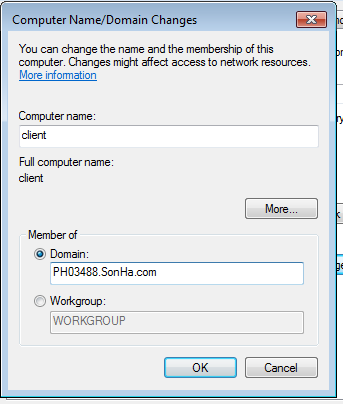 Computer Name/Domain Changes
You can change the name and the membership of this
computer. Changes might affect access to network resources.
More information
Computer name:
client
Full computer name:
client
More...
Member of
Domain:
PH03488.SonHa.com
Workgroup:
WORKGROUP
OK
Cancel